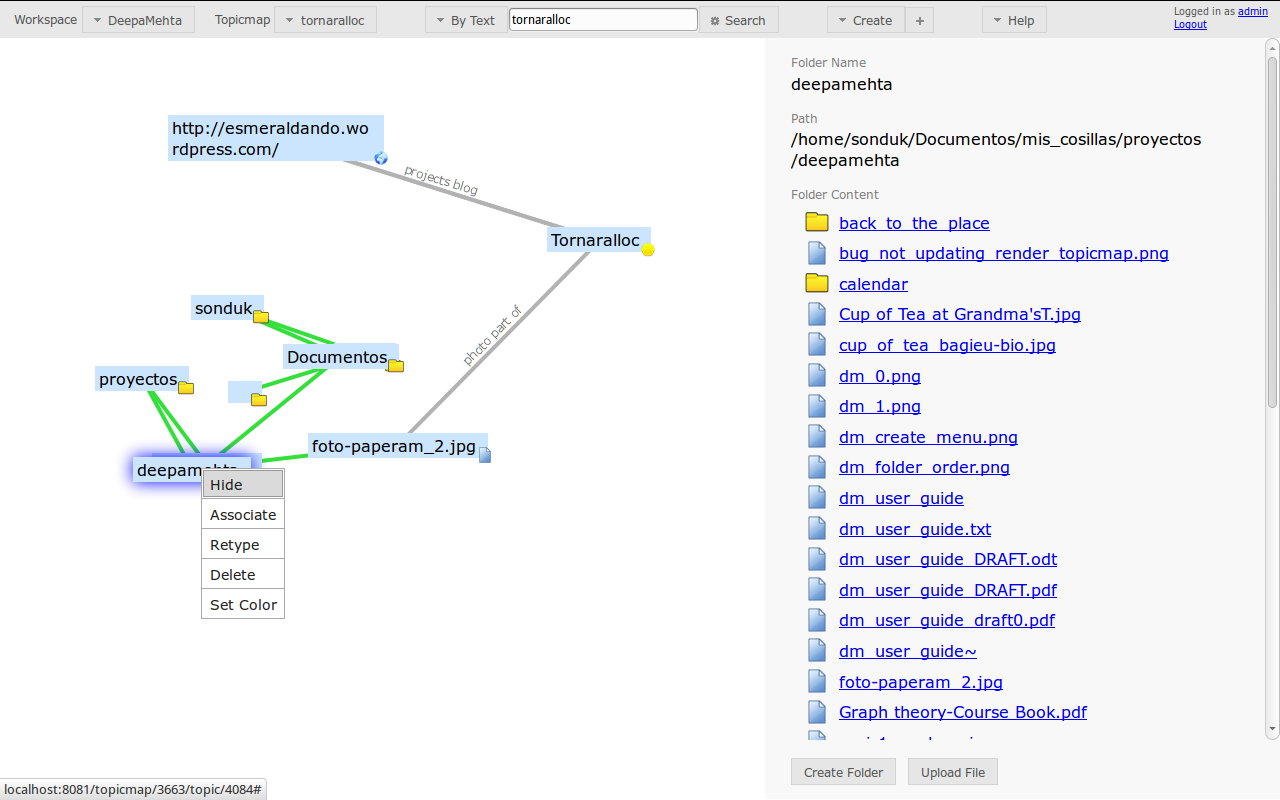 Workspace DeepaMehta Topicmap tornaralloc By Text tornaralloc Search Create + Help Logged in as admin
Logout
http://esmeraldando.wo
rdpress.com/
projects blog
Tornaralloc
sonduk
photo part of
Documentos
proyectos
foto-paperam_2.jpg
deepamehta
Hide
Associate
Retype
Delete
Set Color
Folder Name
deepamehta
Path
/home/sonduk/Documentos/mis_cosillas/proyectos
/deepamehta
Folder Content
back_to_the_place
bug_not_updating_render_topicmap.png
calendar
Cup of Tea at Grandma'sT.jpg
cup_of_tea_bagieu-bio.jpg
dm_0.png
dm_1.png
dm_create_menu.png
dm_folder_order.png
dm_user_guide
dm_user_guide.txt
dm_user_guide_DRAFT.odt
dm_user_guide_DRAFT.pdf
dm_user_guide_draft0.pdf
dm_user_guide~
foto-paperam_2.jpg
Graph theory-Course Book.pdf
Create Folder Upload File
localhost:8081/topicmap/3663/topic/4084#